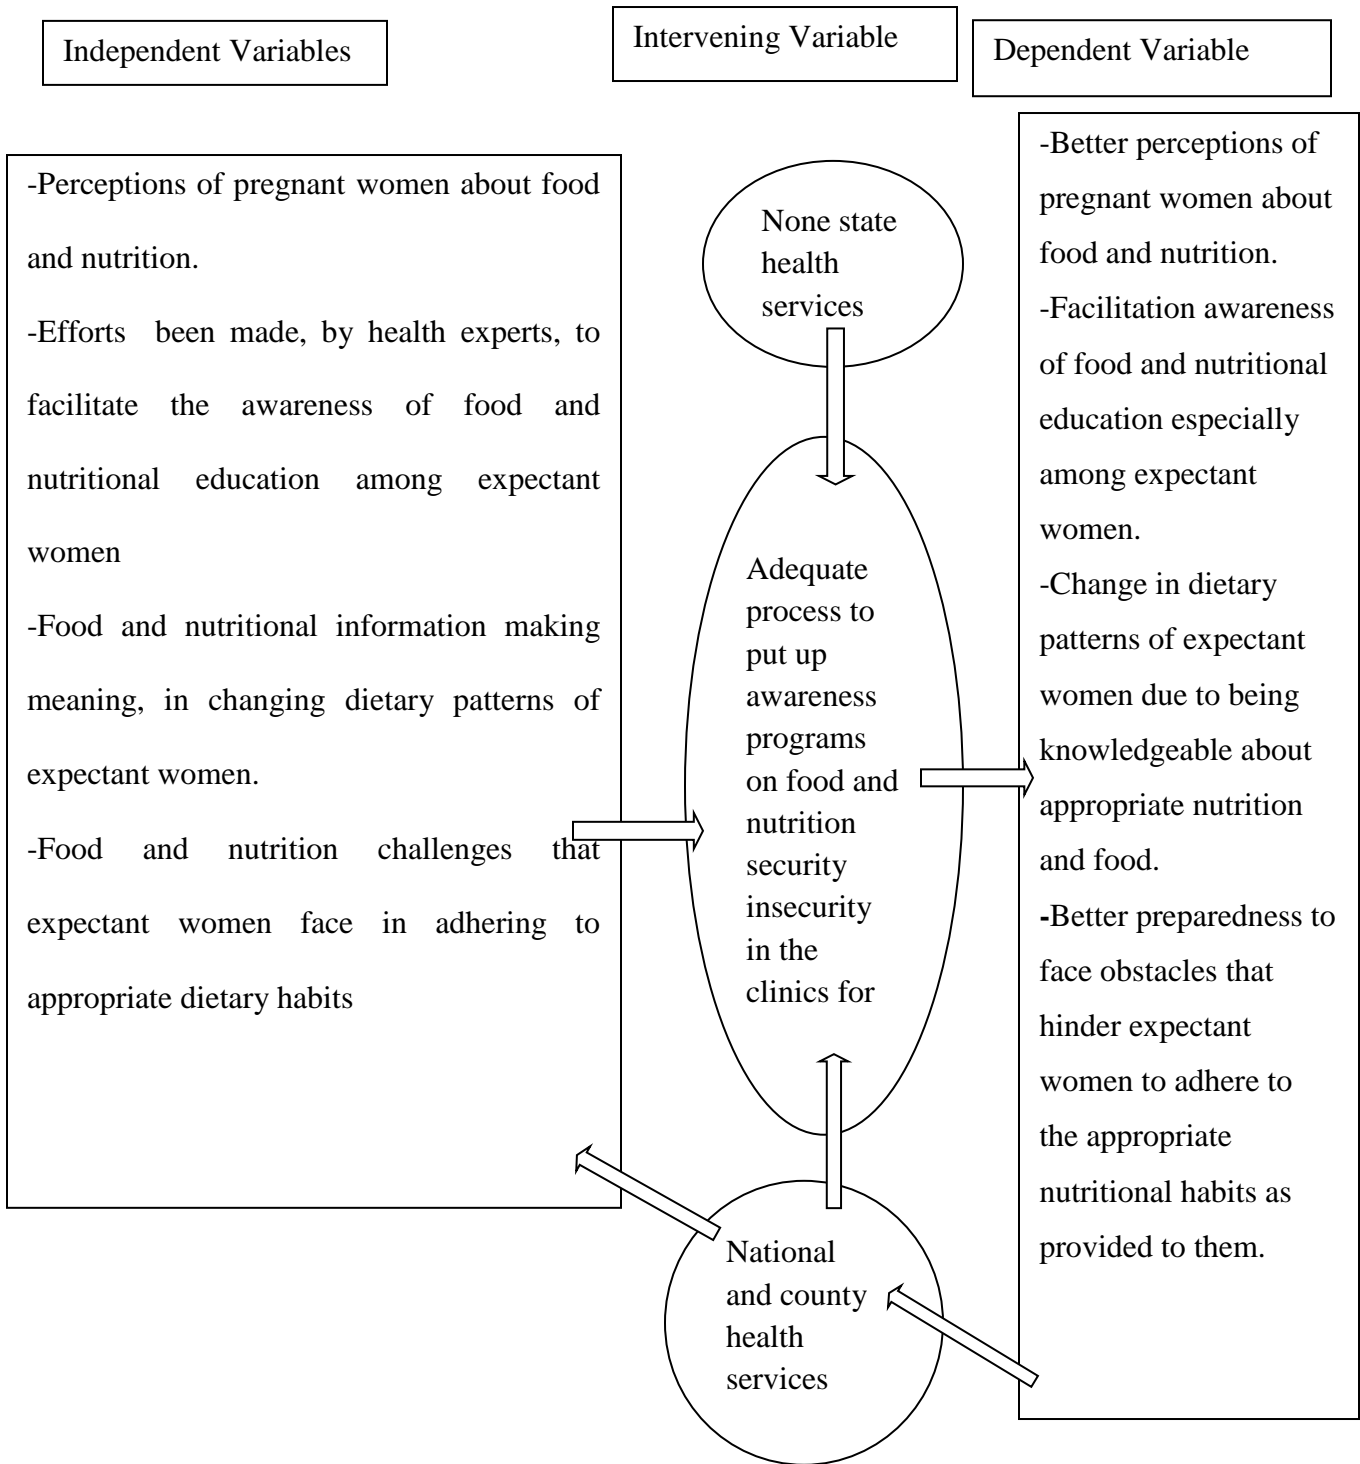 Independent Variables
Intervening Variable
Dependent Variable
-Perceptions of pregnant women about food
and nutrition.
-Efforts been made, by health experts, to
facilitate the awareness of food and
nutritional education among expectant
women
-Food and nutritional information making
meaning, in changing dietary patterns of
expectant women.
-Food and nutrition challenges that
expectant women face in adhering to
appropriate dietary habits
None state
health
services
Adequate
process to
put up
awareness
programs
on food and
nutrition
security
insecurity
in the
clinics for
National
and county
health
services
-Better perceptions of
pregnant women about
food and nutrition.
-Facilitation awareness
of food and nutritional
education especially
among expectant
women.
-Change in dietary
patterns of expectant
women due to being
knowledgeable about
appropriate nutrition
and food.
-Better preparedness to
face obstacles that
hinder expectant
women to adhere to
the appropriate
nutritional habits as
provided to them.